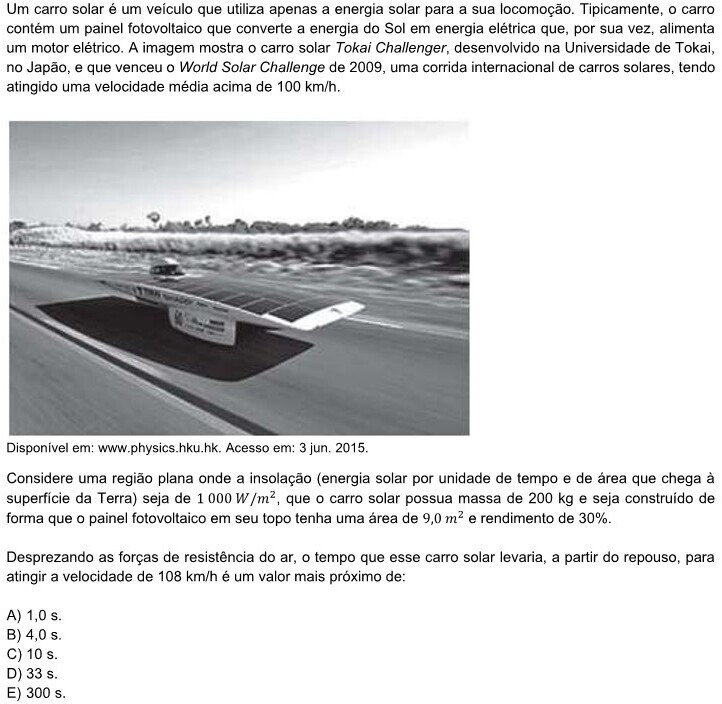 Um carro solar é um veículo que utiliza apenas a energia solar para a sua locomoção. Tipicamente, o carro
contém um painel fotovoltaico que converte a energia do Sol em energia elétrica que, por sua vez, alimenta
um motor elétrico. A imagem mostra o carro solar Tokai Challenger, desenvolvido na Universidade de Tokai,
no Japão, e que venceu o World Solar Challenge de 2009, uma corrida internacional de carros solares, tendo
atingido uma velocidade média acima de 100 km/h.
Disponível em: www.physics.hku.hk. Acesso em: 3 jun. 2015.
Considere uma região plana onde a insolação (energia solar por unidade de tempo e de área que chega à
superfície da Terra) seja de 1 000 W/m², que o carro solar possua massa de 200 kg e seja construído de
forma que o painel fotovoltaico em seu topo tenha uma área de 9,0 m² e rendimento de 30%.
Desprezando as forças de resistência do ar, o tempo que esse carro solar levaria, a partir do repouso, para
atingir a velocidade de 108 km/h é um valor mais próximo de:
A) 1,0 s.
B) 4,0 s.
C) 10 s.
D) 33 s.
E) 300 s.